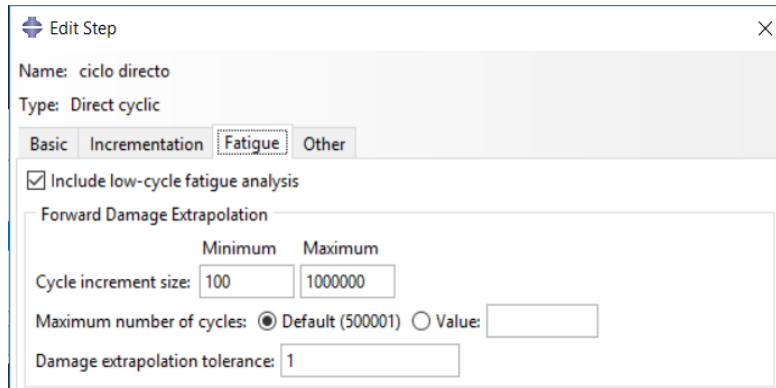 Edit Step
Name: ciclo directo
Type: Direct cyclic
Basic Incrementation Fatigue Other
Include low-cycle fatigue analysis
Forward Damage Extrapolation
Minimum Maximum
Cycle increment size: 100 1000000
Maximum number of cycles: Default (500001) Value:
Damage extrapolation tolerance: 1